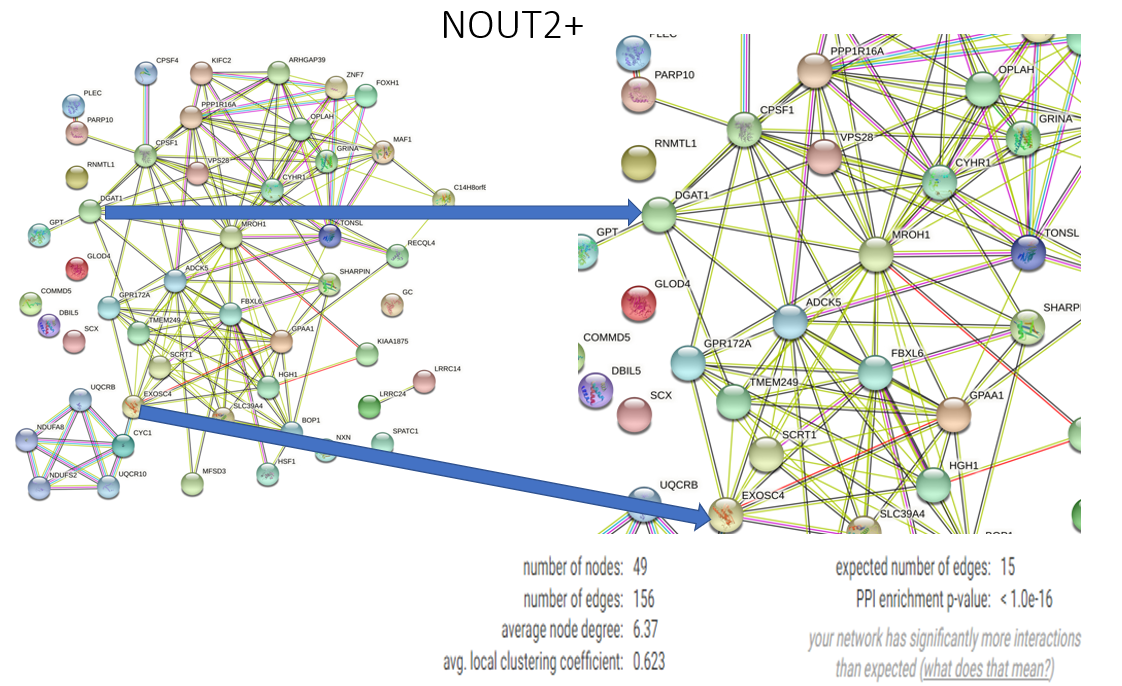 NOUT2+
CPSF4
KIFC2
ARHGAP39
ZNF7
FOXH1
PLEC
PARP10
PPP1R16A
OPLAH
MAF1
CPSF1
VPS28
GRINA
RNMTL1
CYHR1
C14H8orf
DGAT1
GPT
MROH1
TONSL
RECQL4
GLOD4
ADCK5
SHARPIN
COMMD5
GPR172A
FBXL6
GC
DBIL5
TMEM249
SCX
GPAA1
SCRT1
KIAA1875
HGH1
LRRC14
UQCRB
EXOSC4
SLC39A4
LRRC24
BOP1
NDUFA8
CYC1
NXN
SPATC1
HSF1
NDUFS2
UQCR10
MFSD3
PLEC
PARP10
PPP1R16A
OPLAH
CPSF1
GRINA
VPS28
RNMTL1
CYHR1
DGAT1
GPT
MROH1
TONSL
GLOD4
ADCK5
SHARPI
COMMD5
GPR172A
FBXL6
DBIL5
TMEM249
SCX
GPAA1
SCRT1
HGH1
UQCRB
EXOSC4
SLC39A4
BOP1
number of nodes: 49
number of edges: 156
average node degree: 6.37
avg. local clustering coefficient: 0.623
expected number of edges: 15
PPI enrichment p-value: < 1.0e-16
your network has significantly more interactions
than expected (what does that mean?)